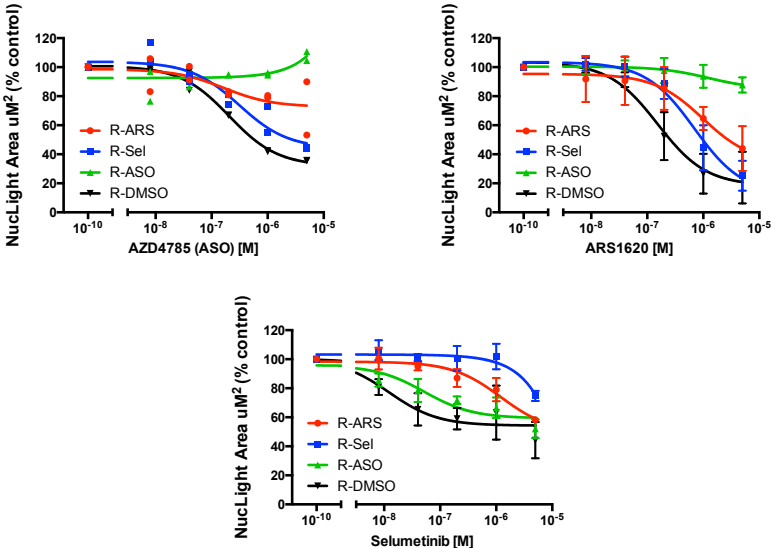 NucLight Area uM² (% control)
120
100
80
60
40
20
0
R-ARS
R-Sel
R-ASO
R-DMSO
10⁻¹⁰ 10⁻⁸ 10⁻⁷ 10⁻⁶ 10⁻⁵
AZD4785 (ASO) [M]
NucLight Area uM² (% control)
120
100
80
60
40
20
0
R-ARS
R-Sel
R-ASO
R-DMSO
10⁻¹⁰ 10⁻⁸ 10⁻⁷ 10⁻⁶ 10⁻⁵
ARS1620 [M]
NucLight Area uM² (% control)
120
100
80
60
40
20
0
R-ARS
R-Sel
R-ASO
R-DMSO
10⁻¹⁰ 10⁻⁸ 10⁻⁷ 10⁻⁶ 10⁻⁵
Selumetinib [M]